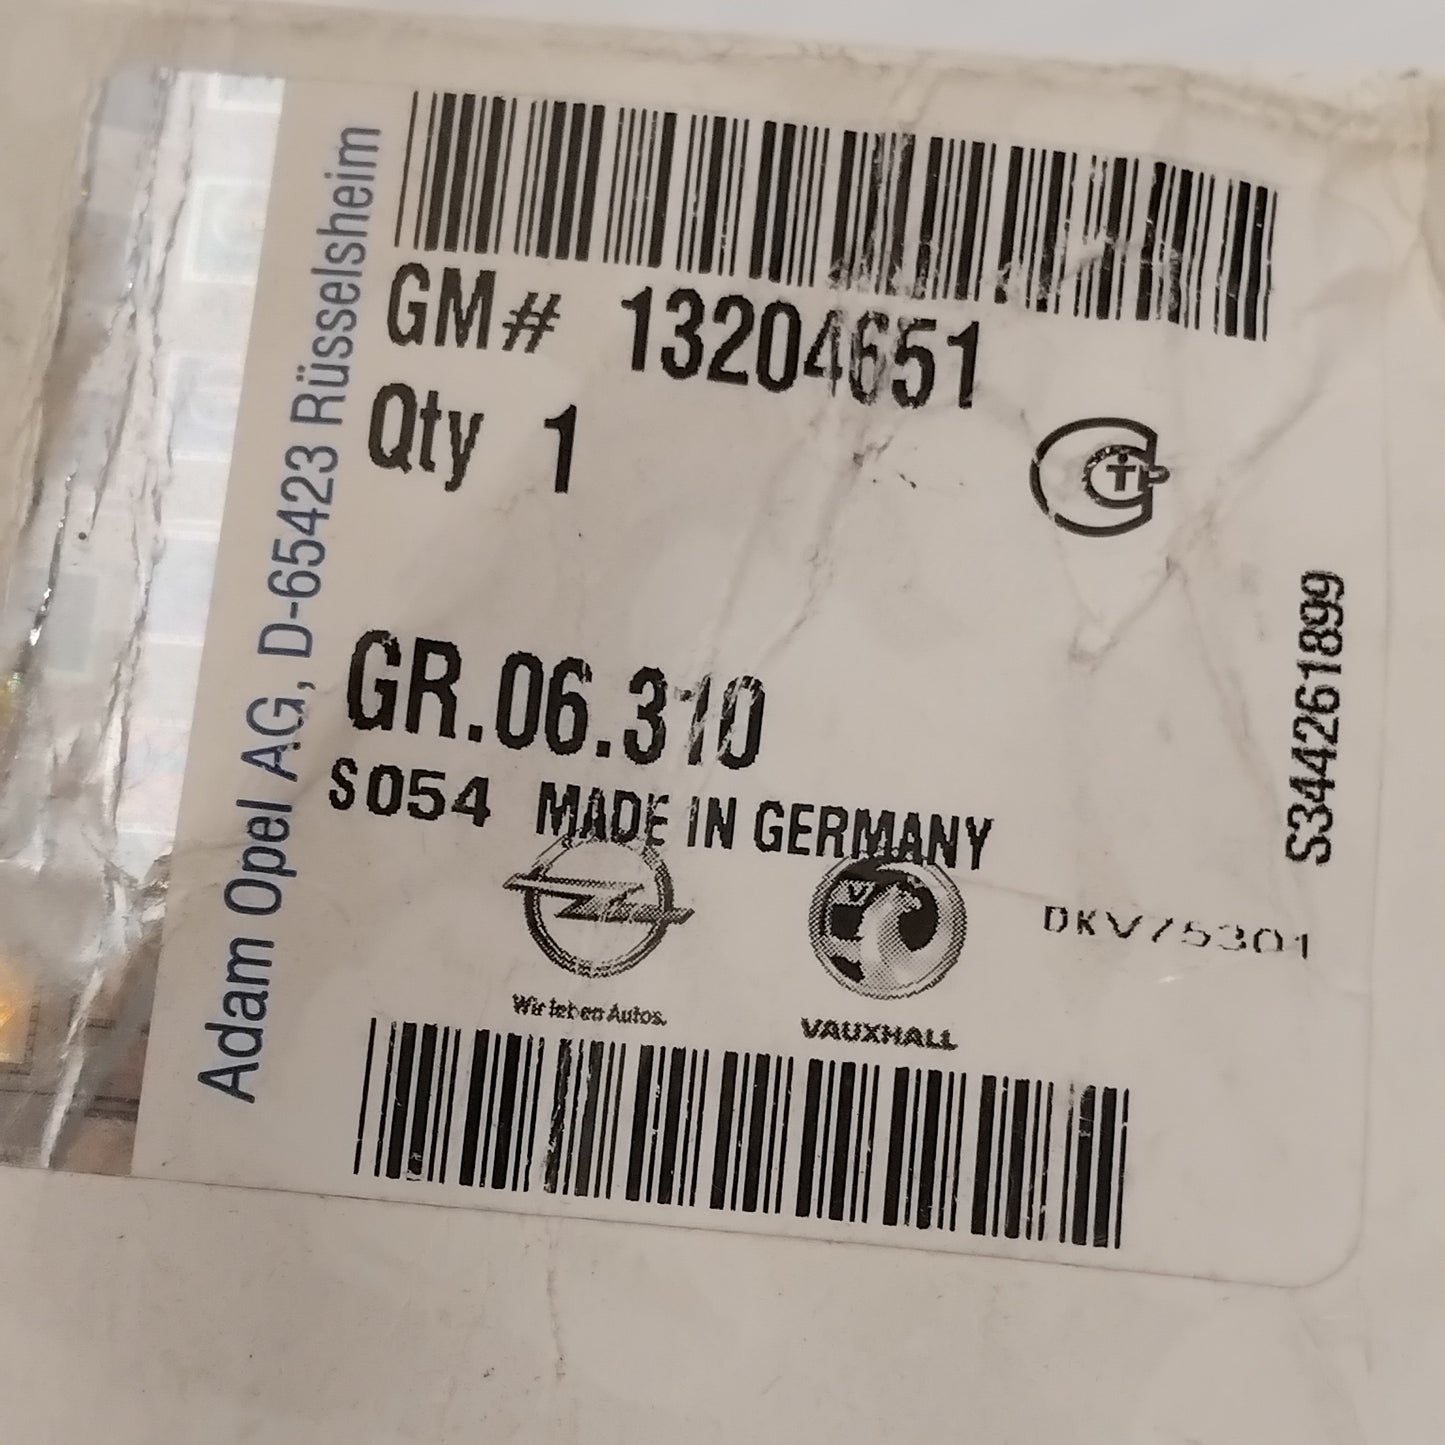 Adam Opel AG, D-65423 Rüsselsheim
GM# 13204651
Qty 1
GR.06.310
S054 MADE IN GERMANY
Wir leben Autos.
VAUXHALL
DKV75301
S344261899